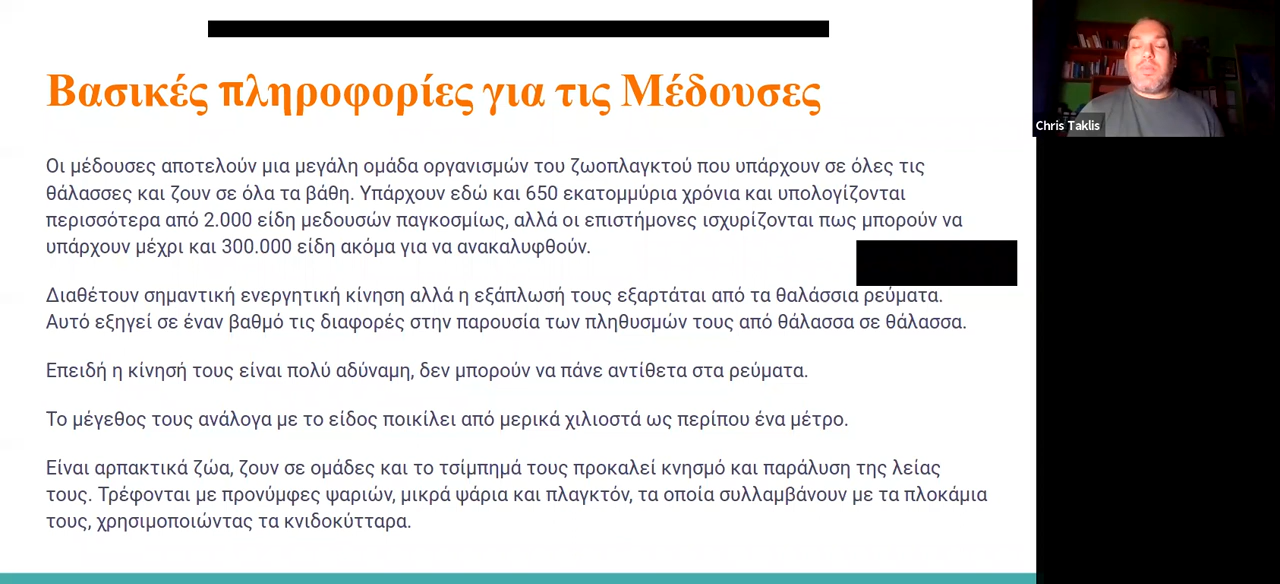 Βασικές πληροφορίες για τις Μέδουσες
Chris Taklis
Οι μέδουσες αποτελούν μια μεγάλη ομάδα οργανισμών του ζωοπλαγκτού που υπάρχουν σε όλες τις
θάλασσες και ζουν σε όλα τα βάθη. Υπάρχουν εδώ και 650 εκατομμύρια χρόνια και υπολογίζονται
περισσότερα από 2.000 είδη μεδουσών παγκοσμίως, αλλά οι επιστήμονες ισχυρίζονται πως μπορούν να
υπάρχουν μέχρι και 300.000 είδη ακόμα για να ανακαλυφθούν.
Διαθέτουν σημαντική ενεργητική κίνηση αλλά η εξάπλωσή τους εξαρτάται από τα θαλάσσια ρεύματα.
Αυτό εξηγεί σε έναν βαθμό τις διαφορές στην παρουσία των πληθυσμών τους από θάλασσα σε θάλασσα.
Επειδή η κίνησή τους είναι πολύ αδύναμη, δεν μπορούν να πάνε αντίθετα στα ρεύματα.
Το μέγεθος τους ανάλογα με το είδος ποικίλει από μερικά χιλιοστά ως περίπου ένα μέτρο.
Είναι αρπακτικά ζώα, ζουν σε ομάδες και το τσίμπημά τους προκαλεί κνησμό και παράλυση της λείας
τους. Τρέφονται με προνύμφες ψαριών, μικρά ψάρια και πλαγκτόν, τα οποία συλλαμβάνουν με τα πλοκάμια
τους, χρησιμοποιώντας τα κνιδοκύτταρα.